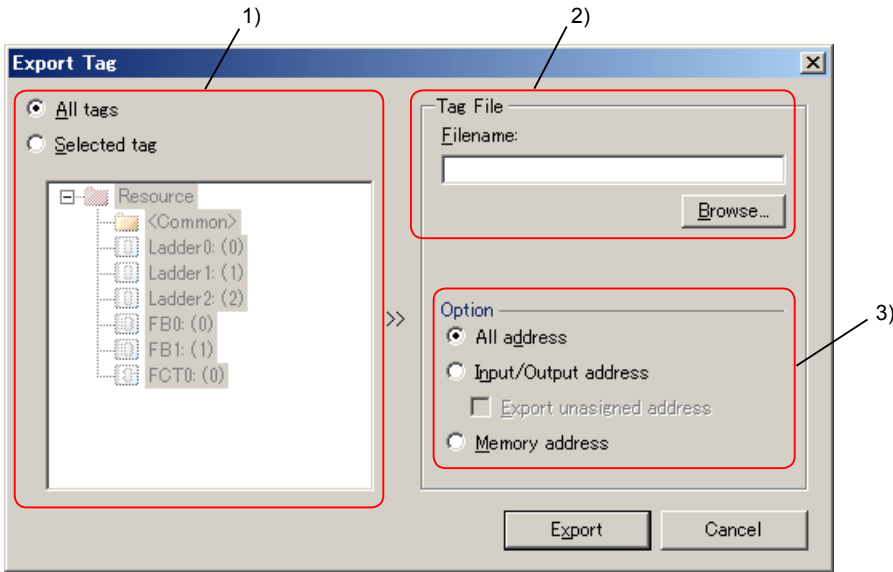 1)
2)
Export Tag
All tags
Selected tag
Resource
<Common>
Ladder0: (0)
Ladder1: (1)
Ladder2: (2)
FB0: (0)
FB1: (1)
FCT0: (0)
>>
Tag File
Filename:
Browse...
Option
All address
Input/Output address
Export unasigned address
Memory address
3)
Export
Cancel